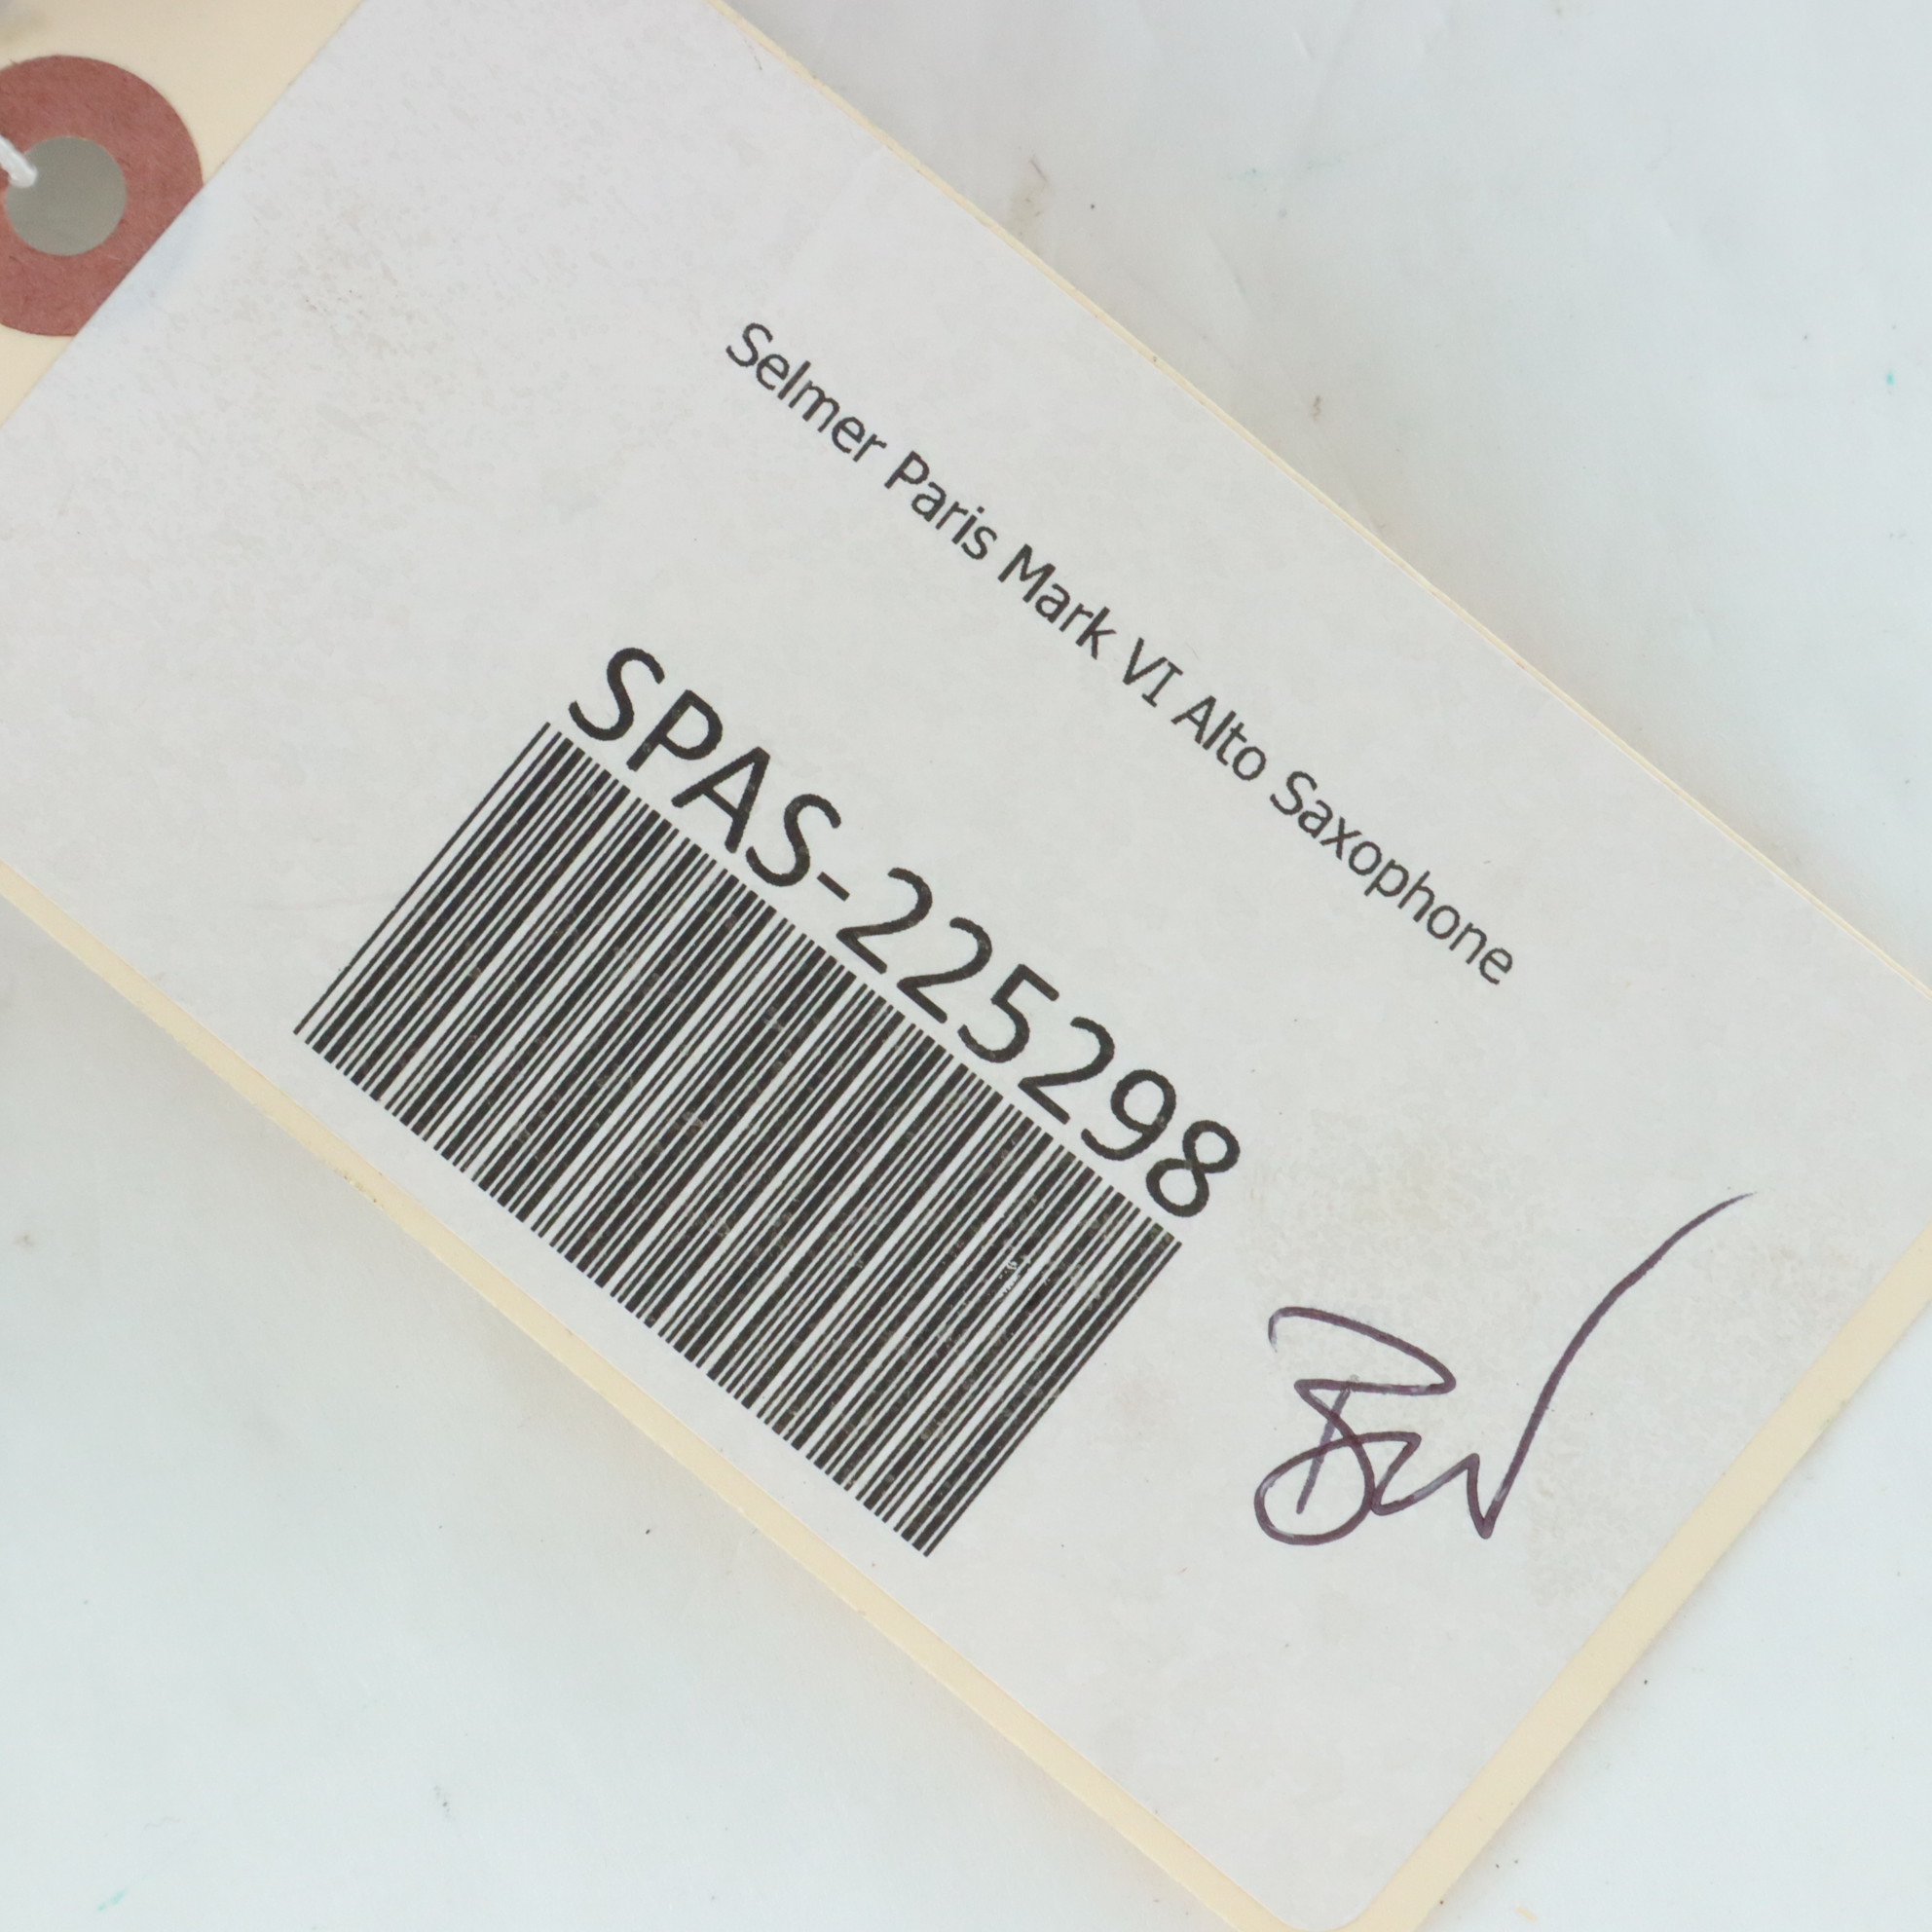 Selmer Paris Mark VI Alto Saxophone
SPAS-225298